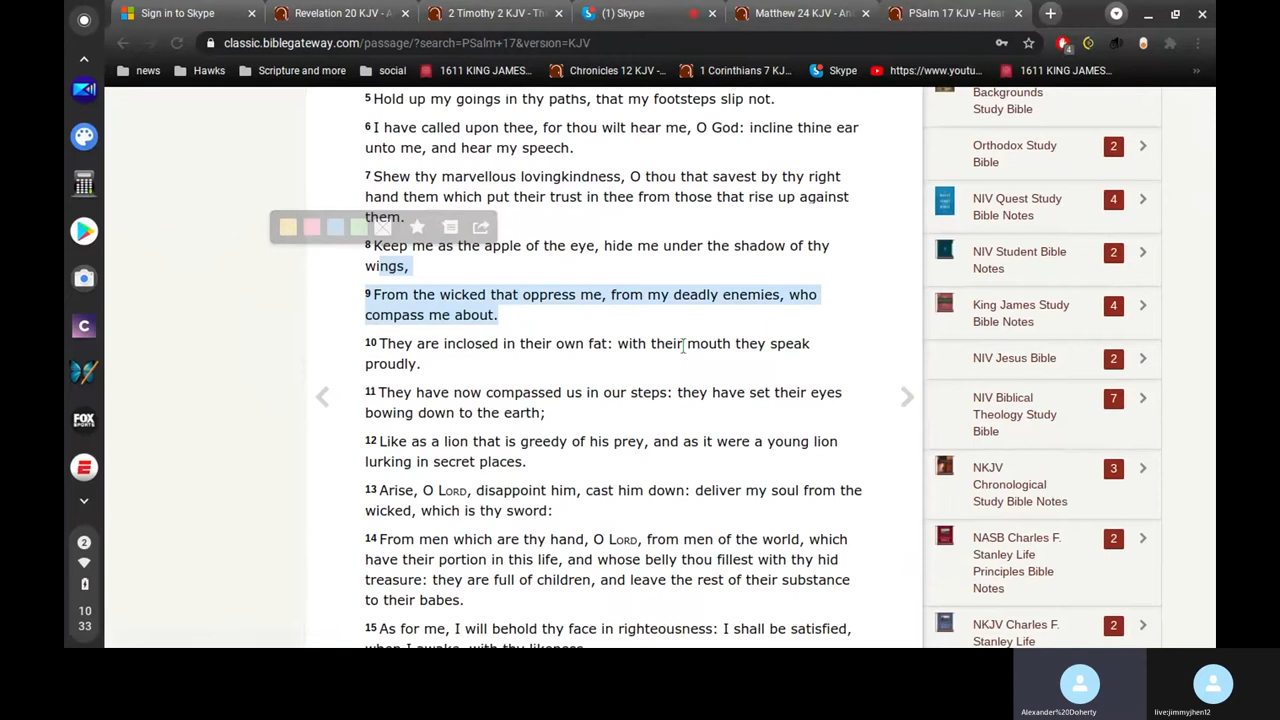 Sign in to Skype
Revelation 20 KJV - A
2 Timothy 2 KJV - Th
(1) Skype
Matthew 24 KJV - An
PSalm 17 KJV - Hear
classic.biblegateway.com/passage/?search=PSalm+17&version=KJV
4
news
Hawks
Scripture and more
social
1611 KING JAMES...
Chronicles 12 KJV -...
1 Corinthians 7 KJ...
Skype
https://www.youtu...
1611 KING JAMES...
»
5 Hold up my goings in thy paths, that my footsteps slip not.
6 I have called upon thee, for thou wilt hear me, O God: incline thine ear
unto me, and hear my speech.
7 Shew thy marvellous lovingkindness, O thou that savest by thy right
hand them which put their trust in thee from those that rise up against
them.
8 Keep me as the apple of the eye, hide me under the shadow of thy
wings,
9 From the wicked that oppress me, from my deadly enemies, who
compass me about.
10 They are inclosed in their own fat: with their mouth they speak
proudly.
11 They have now compassed us in our steps: they have set their eyes
bowing down to the earth;
12 Like as a lion that is greedy of his prey, and as it were a young lion
lurking in secret places.
13 Arise, O LORD, disappoint him, cast him down: deliver my soul from the
wicked, which is thy sword:
14 From men which are thy hand, O LORD, from men of the world, which
have their portion in this life, and whose belly thou fillest with thy hid
treasure: they are full of children, and leave the rest of their substance
to their babes.
15 As for me, I will behold thy face in righteousness: I shall be satisfied,
when I awake, with thy likeness.
Backgrounds
Study Bible
Orthodox Study
Bible
2
NIV Quest Study
Bible Notes
4
NIV Student Bible
Notes
2
King James Study
Bible Notes
4
NIV Jesus Bible
2
NIV Biblical
Theology Study
Bible
7
NKJV
Chronological
Study Bible Notes
3
NASB Charles F.
Stanley Life
Principles Bible
Notes
2
NKJV Charles F.
Stanley Life
2
C
FOX
SPORTS
E
2
10
33
Alexander%20Doherty
live:jimmyjhen12